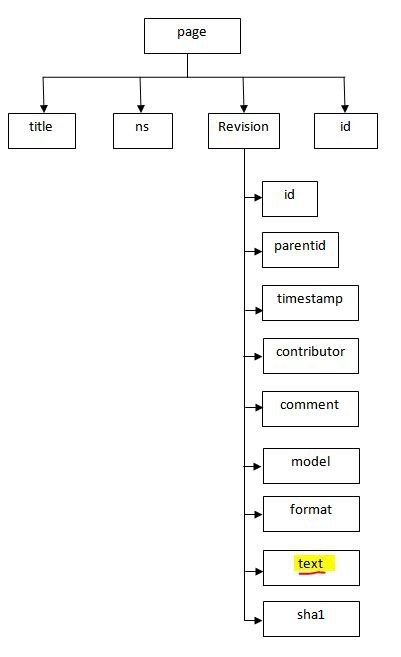 page
title
ns
Revision
id
id
parentid
timestamp
contributor
comment
model
format
text
sha1